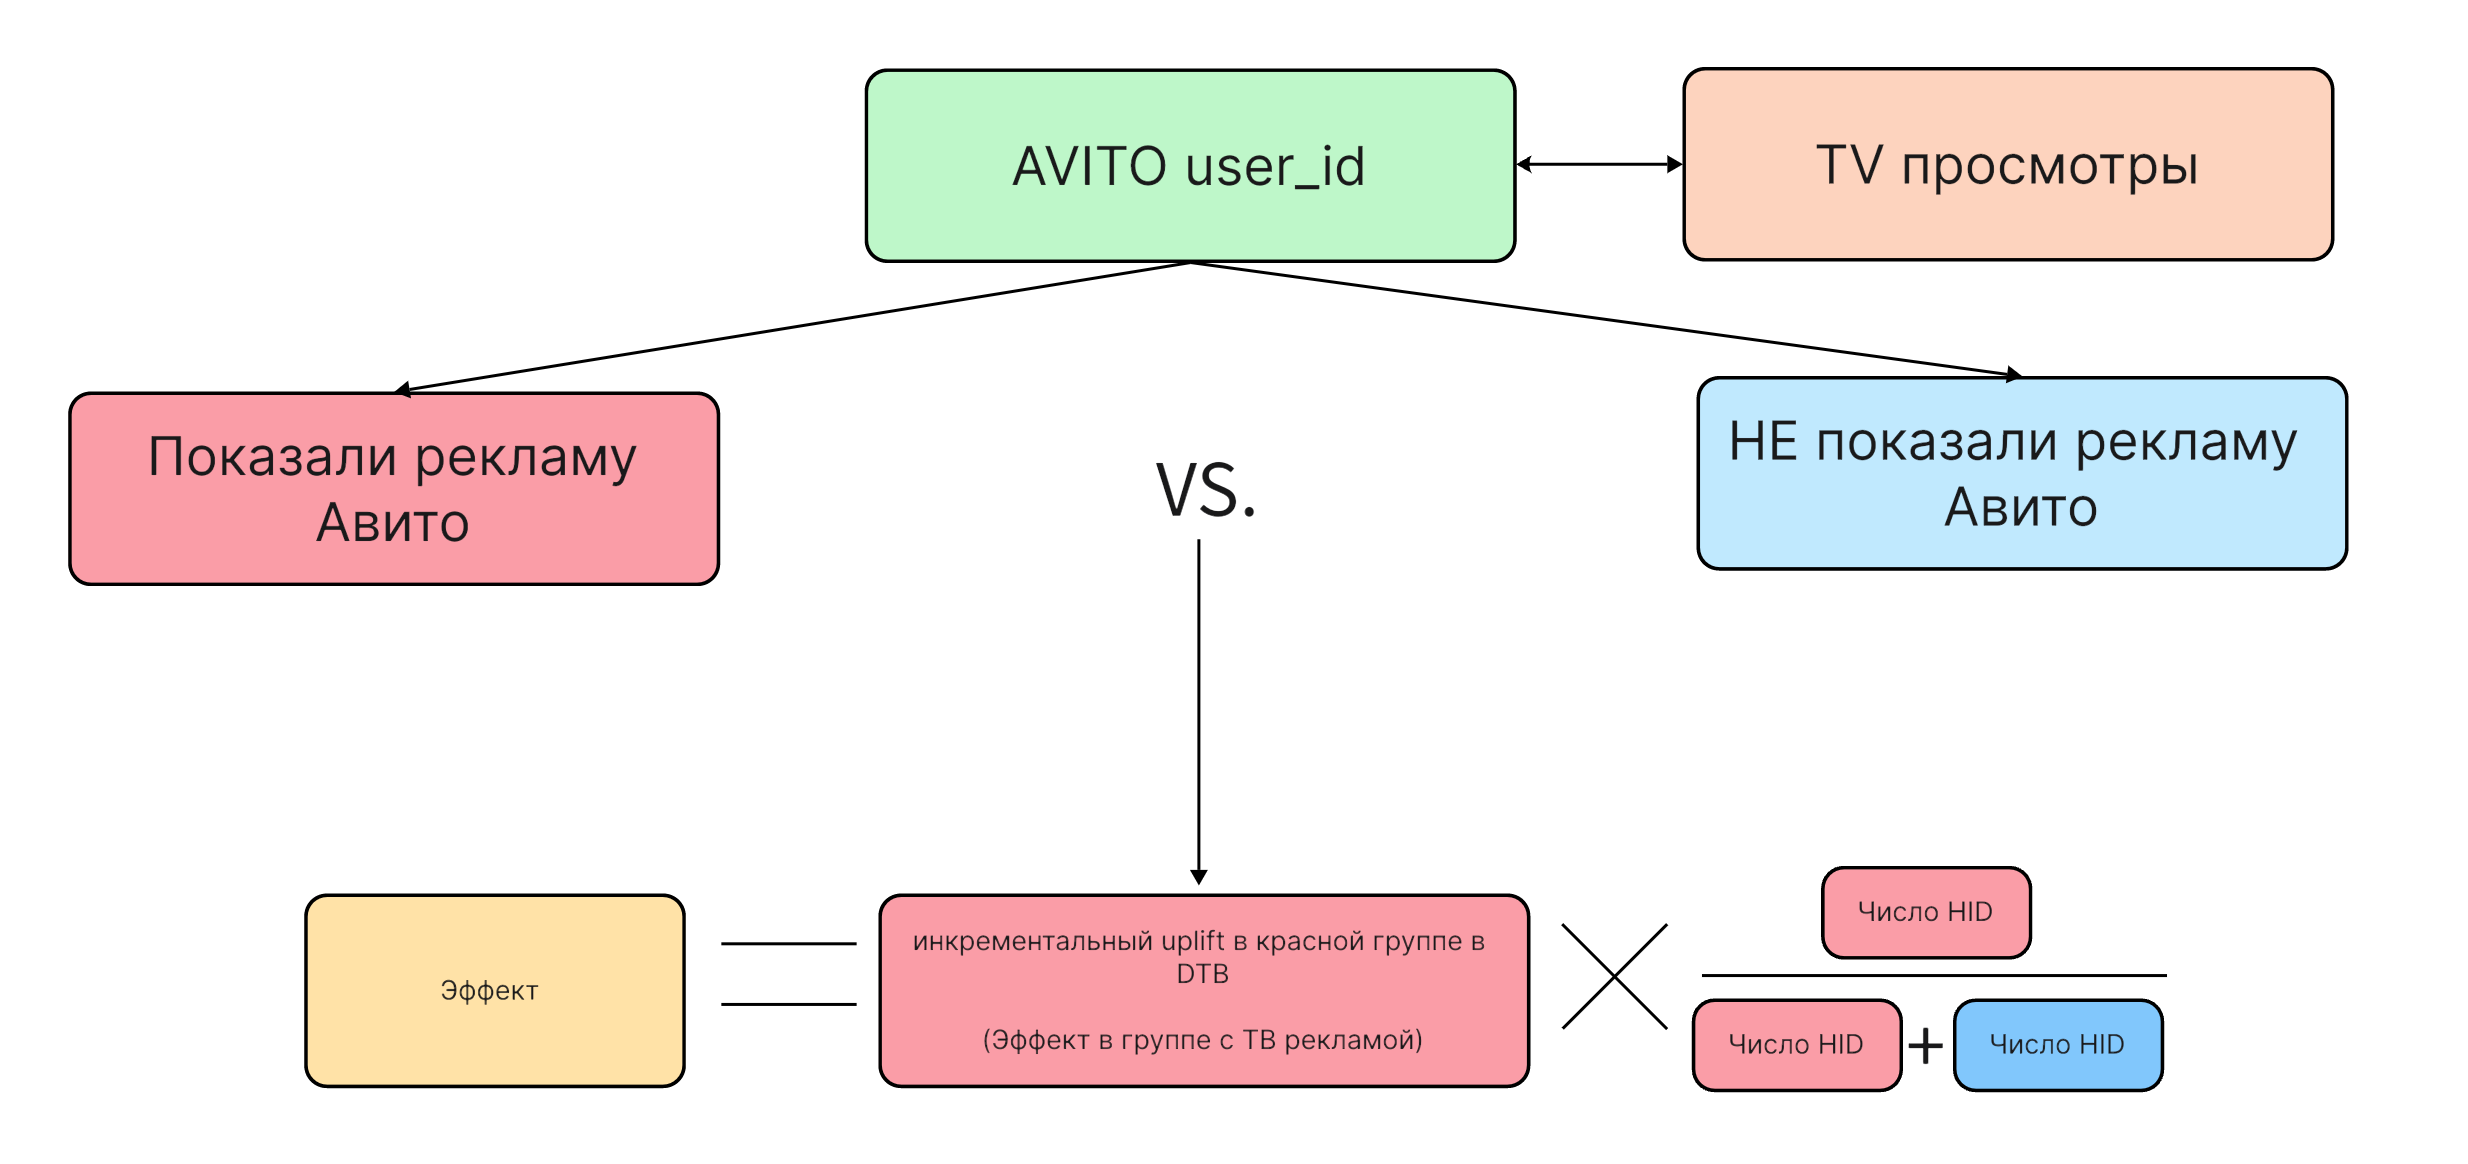 AVITO user_id
TV просмотры
Показали рекламу
Авито
VS.
НЕ показали рекламу
Авито
Эффект
инкрементальный uplift в красной группе в
DTB
(Эффект в группе с ТВ рекламой)
Число HID
Число HID
+
Число HID